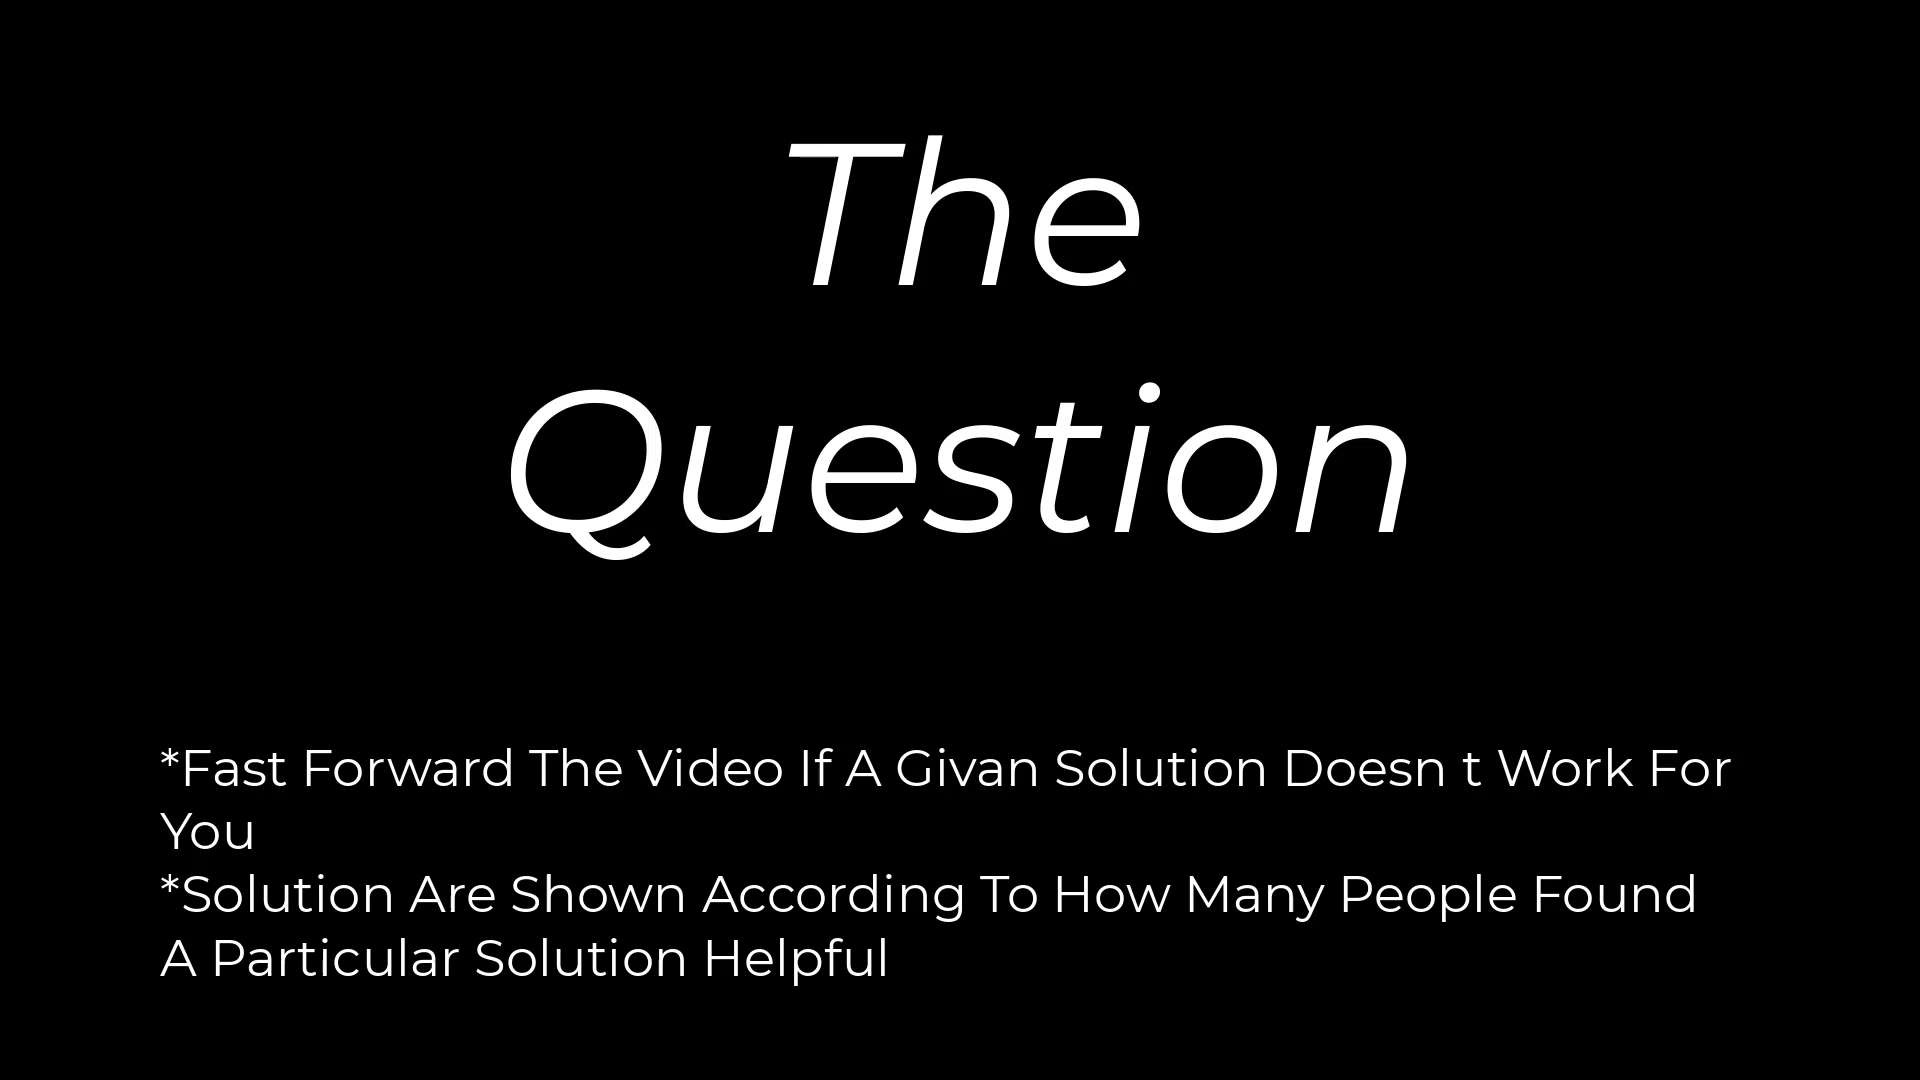 The
Question
*Fast Forward The Video If A Givan Solution Doesn t Work For
You
*Solution Are Shown According To How Many People Found
A Particular Solution Helpful